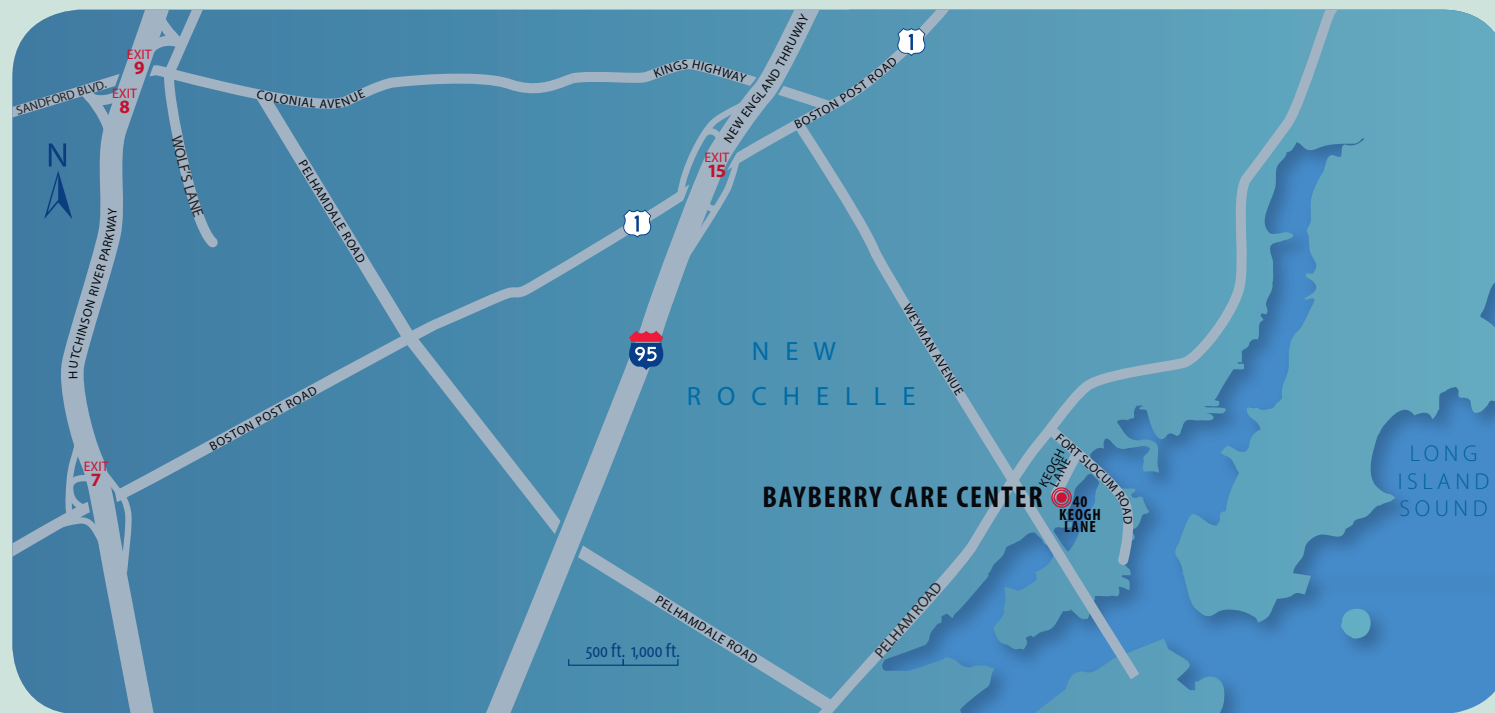 EXIT
9
SANDFORD BLVD.
EXIT
8
COLONIAL AVENUE
KINGS HIGHWAY
NEW ENGLAND THRUWAY
BOSTON POST ROAD
1
N
WOLF'S LANE
PELHAMDALE ROAD
EXIT
15
1
HUTCHINSON RIVER PARKWAY
95
NEW
ROCHELLE
WEYMAN AVENUE
BOSTON POST ROAD
EXIT
7
FORT SLOCUM ROAD
KEOGH
LANE
BAYBERRY CARE CENTER
40
KEOGH
LANE
LONG
ISLAND
SOUND
PELHAMDALE ROAD
PELHAM ROAD
500 ft. 1,000 ft.